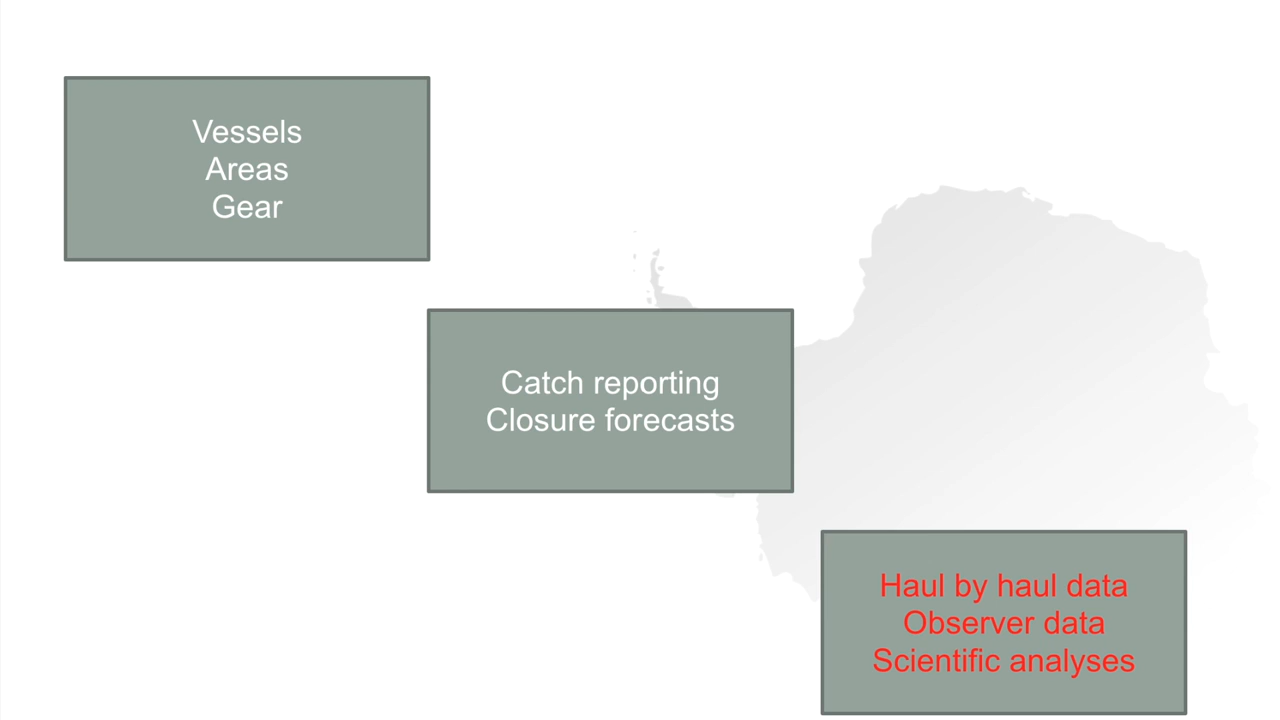 Vessels
Areas
Gear
Catch reporting
Closure forecasts
Haul by haul data
Observer data
Scientific analyses